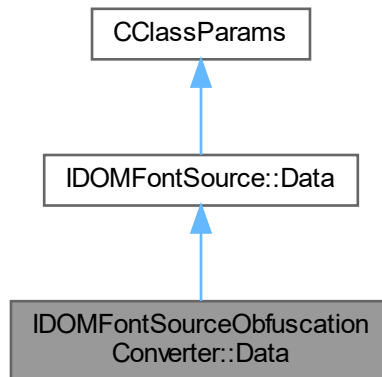 CClassParams
IDOMFontSource::Data
IDOMFontSourceObfuscation
Converter::Data